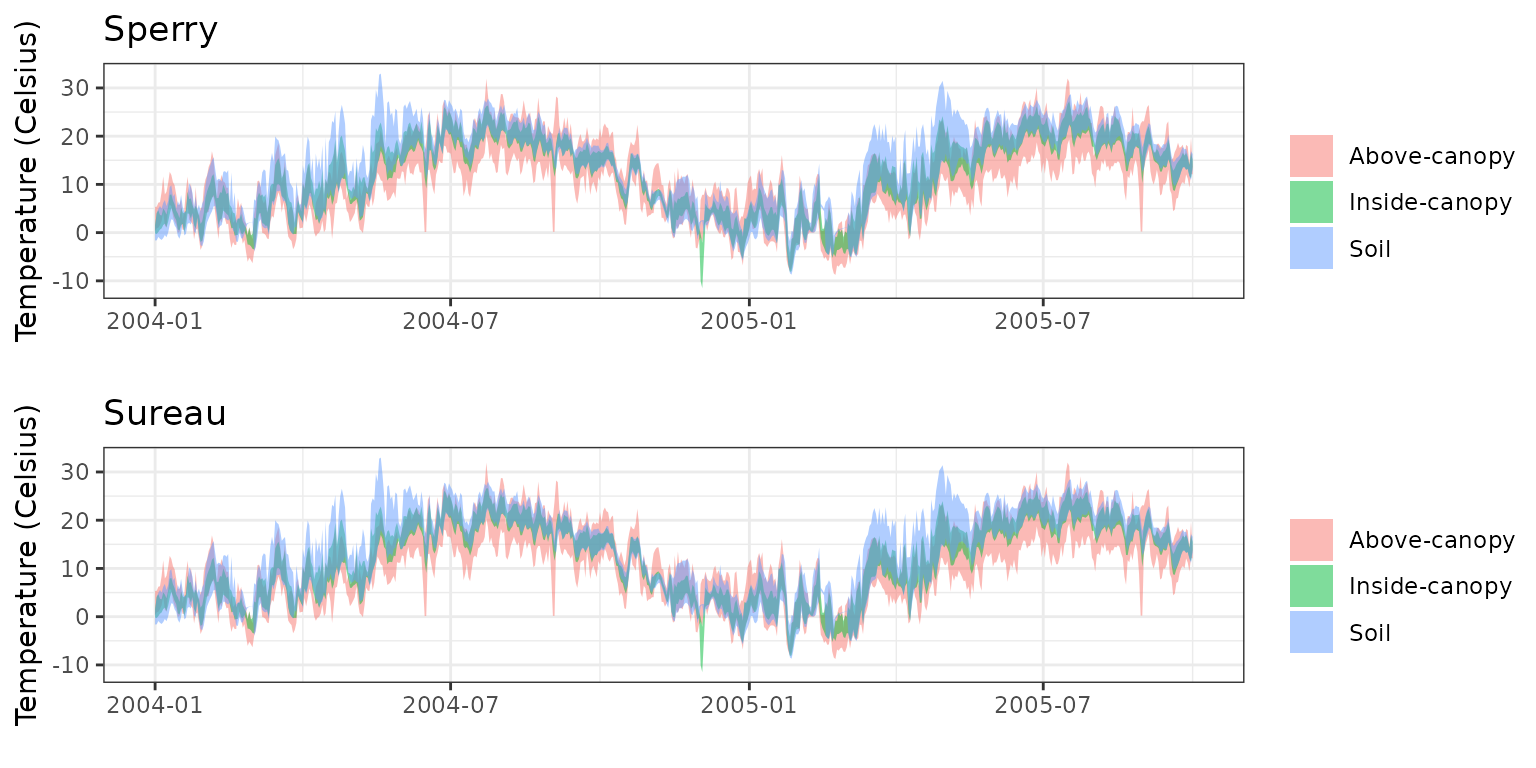 Sperry
Temperature (Celsius)
30
20
10
0
-10
2004-01
2004-07
2005-01
2005-07
Above-canopy
Inside-canopy
Soil
Sureau
Temperature (Celsius)
30
20
10
0
-10
2004-01
2004-07
2005-01
2005-07
Above-canopy
Inside-canopy
Soil